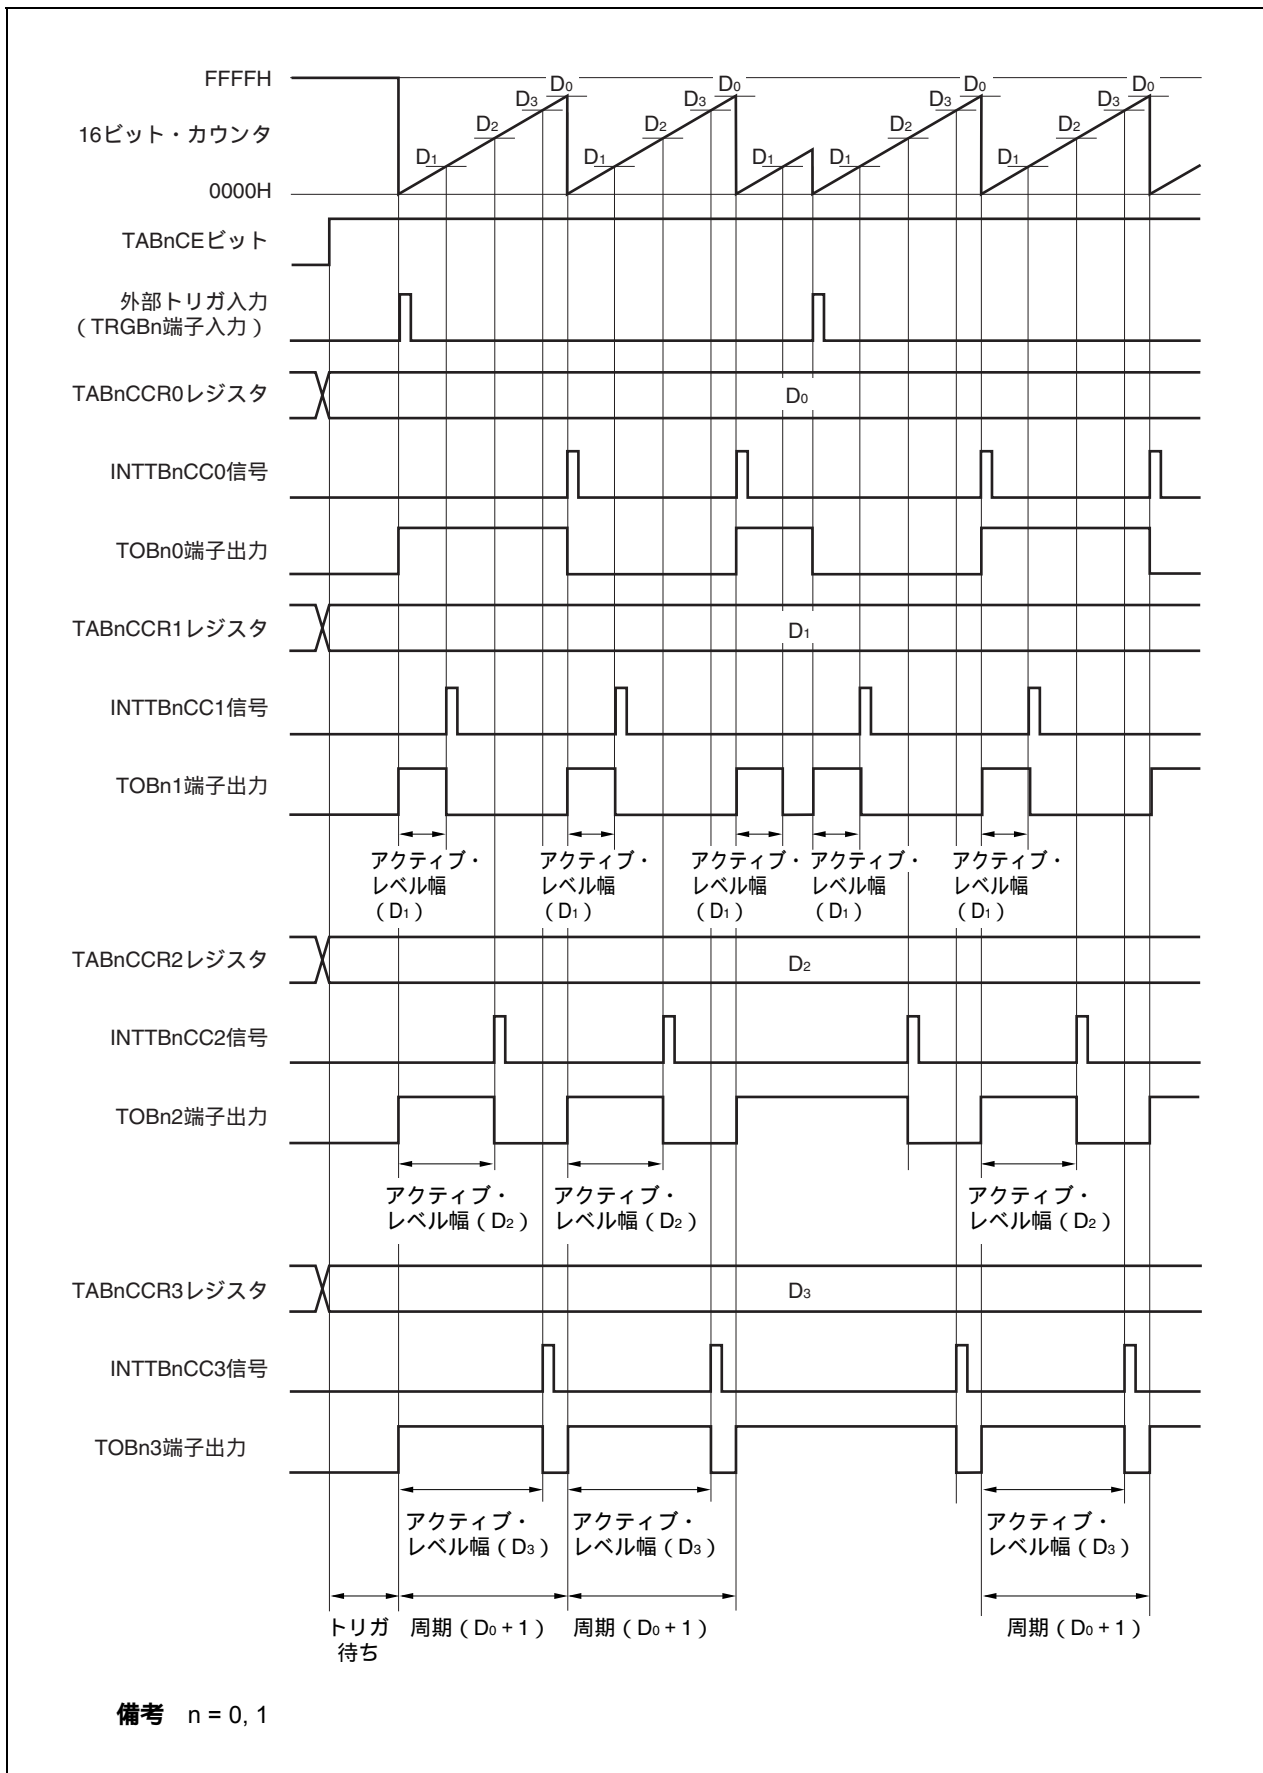 FFFFH
D0 D0 D0 D0
D3 D3 D3 D3
16ビット・カウンタ
D2 D2 D2 D2
D1 D1 D1 D1 D1
0000H
TABnCEビット
外部トリガ入力
(TRGBn端子入力)
TABnCCR0レジスタ
D0
INTTBnCC0信号
TOBn0端子出力
TABnCCR1レジスタ
D1
INTTBnCC1信号
TOBn1端子出力
アクティブ・ アクティブ・ アクティブ・ アクティブ・ アクティブ・
レベル幅 レベル幅 レベル幅 レベル幅 レベル幅
(D1) (D1) (D1) (D1) (D1)
TABnCCR2レジスタ
D2
INTTBnCC2信号
TOBn2端子出力
アクティブ・ アクティブ・ アクティブ・
レベル幅(D2) レベル幅(D2) レベル幅(D2)
TABnCCR3レジスタ
D3
INTTBnCC3信号
TOBn3端子出力
アクティブ・ アクティブ・ アクティブ・
レベル幅(D3) レベル幅(D3) レベル幅(D3)
トリガ 周期(D0+1) 周期(D0+1) 周期(D0+1)
待ち
備考 n = 0, 1